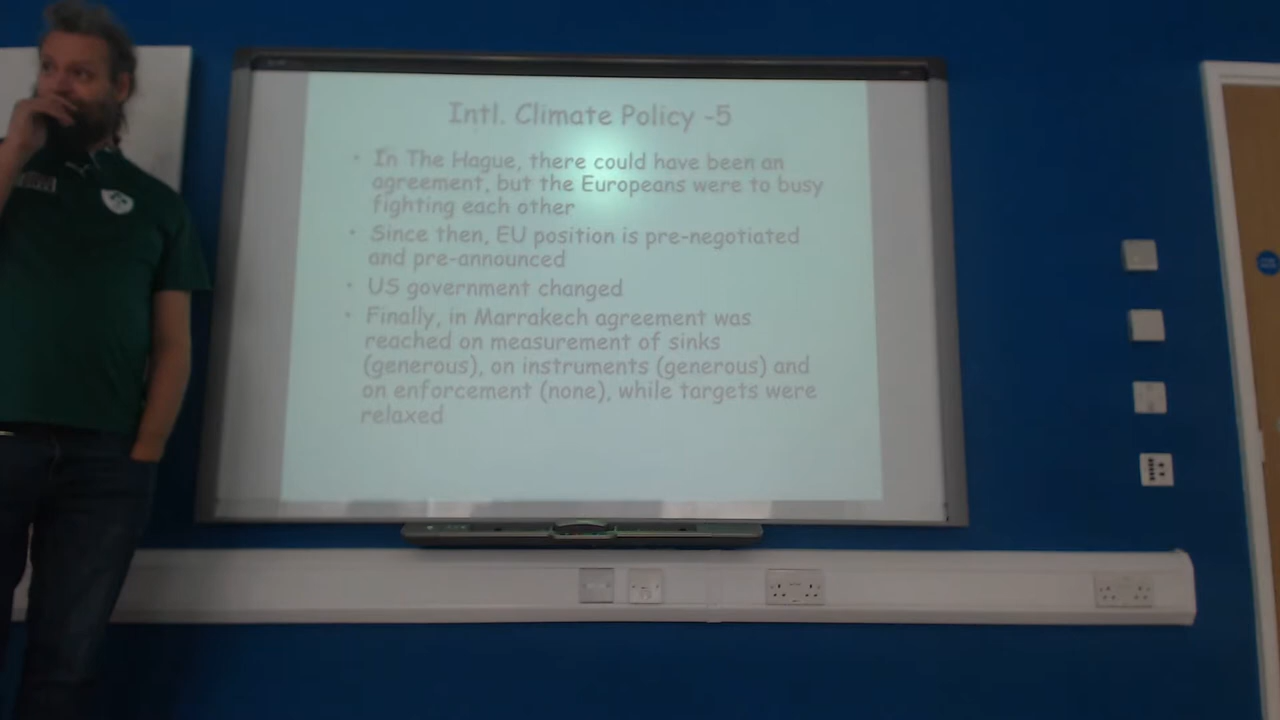 Intl. Climate Policy -5
• In The Hague, there could have been an
agreement, but the Europeans were to busy
fighting each other
• Since then, EU position is pre-negotiated
and pre-announced
• US government changed
• Finally, in Marrakech agreement was
reached on measurement of sinks
(generous), on instruments (generous) and
on enforcement (none), while targets were
relaxed